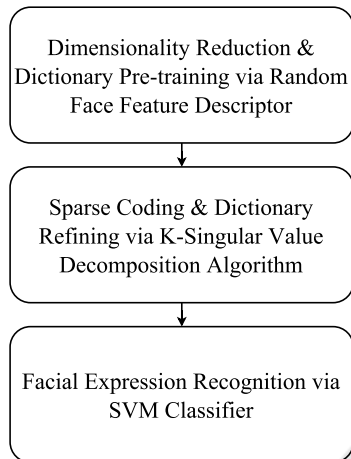 Dimensionality Reduction &
Dictionary Pre-training via Random
Face Feature Descriptor
Sparse Coding & Dictionary
Refining via K-Singular Value
Decomposition Algorithm
Facial Expression Recognition via
SVM Classifier